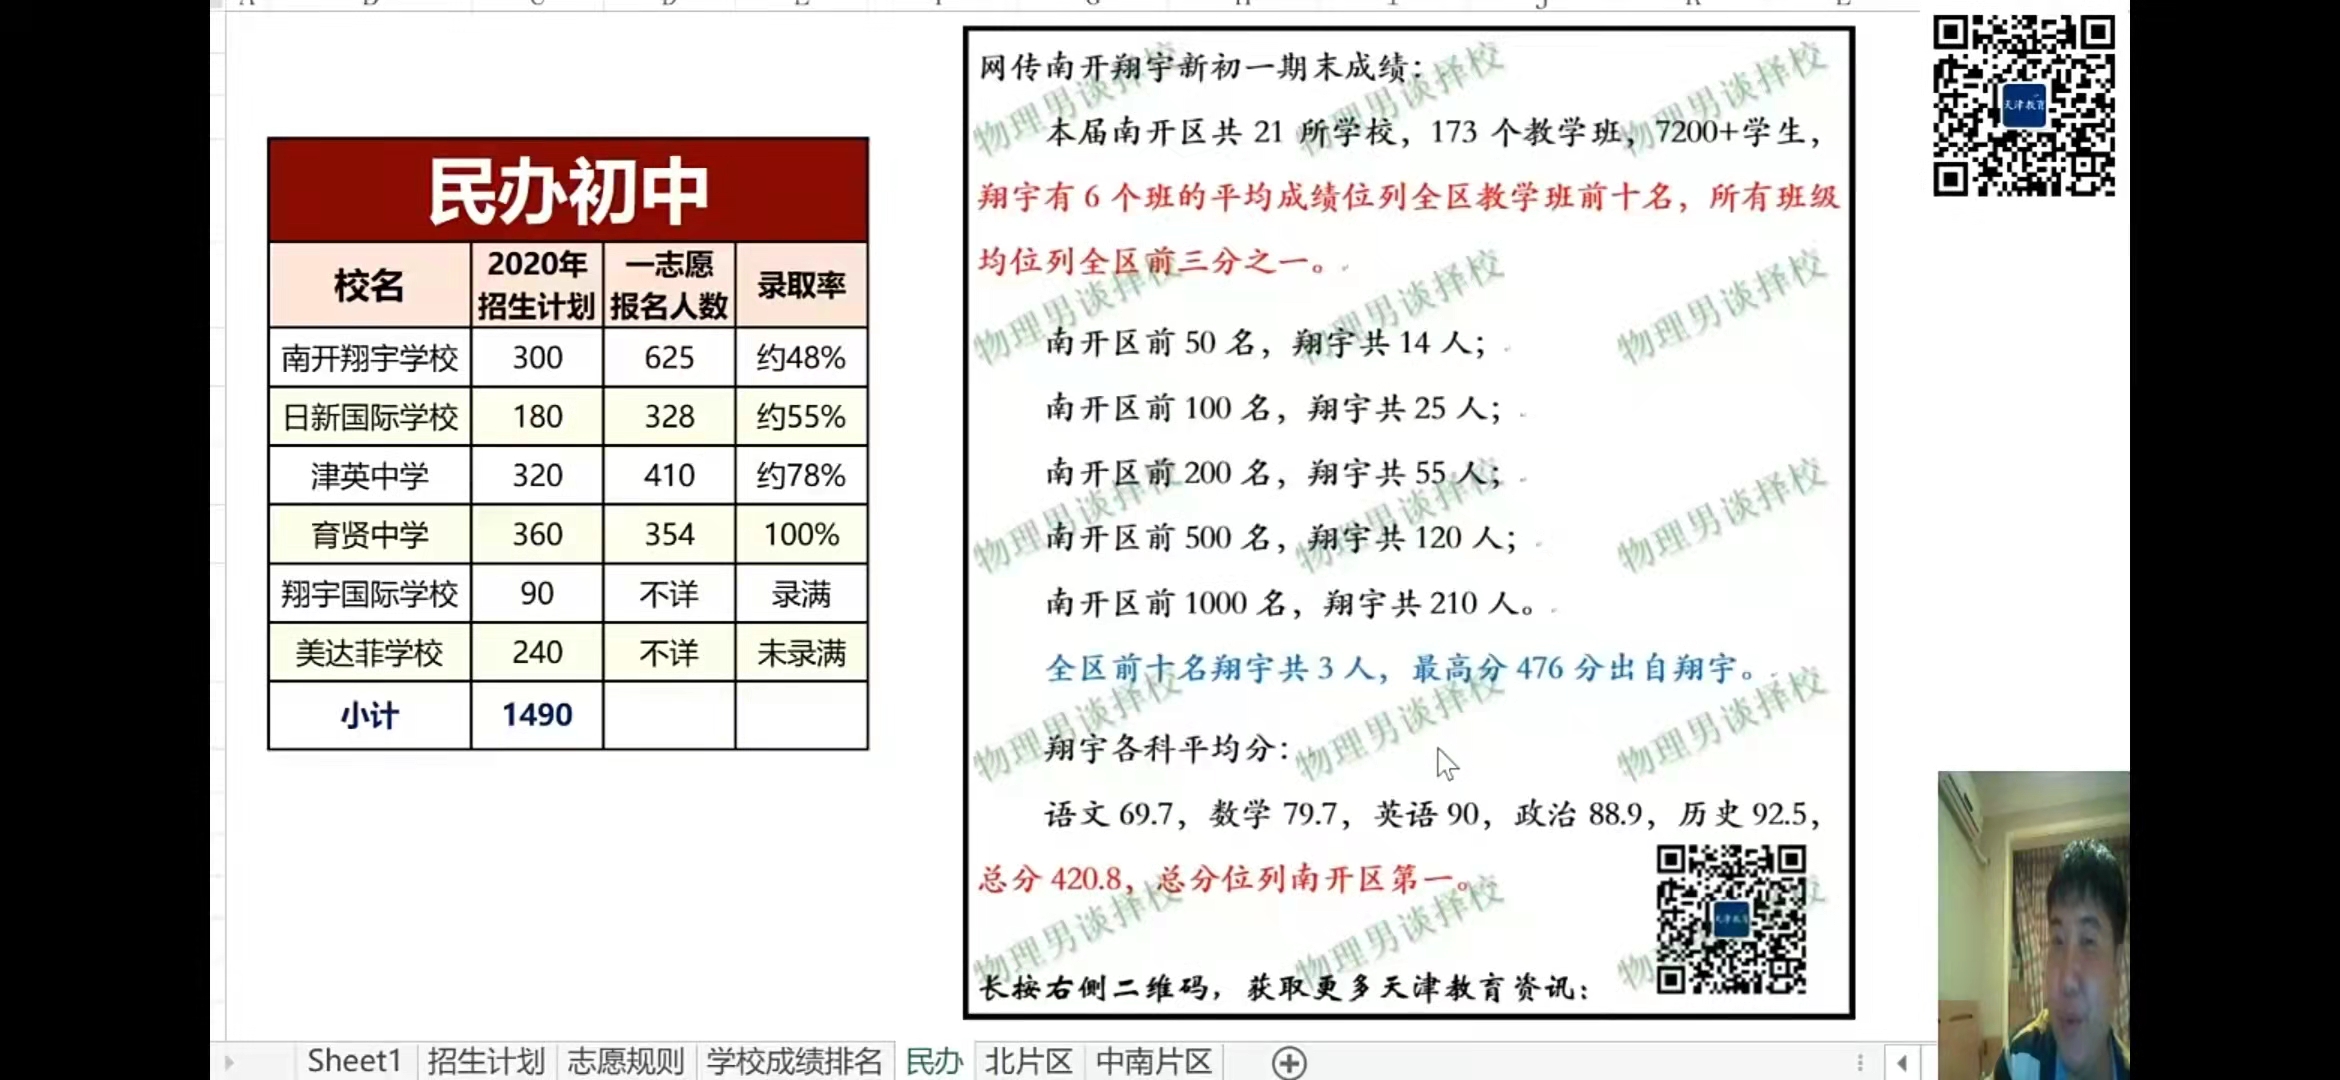 民办初中
校名 2020年招生计划 一志愿报名人数 录取率
南开翔宇学校 300 625 约48%
日新国际学校 180 328 约55%
津英中学 320 410 约78%
育贤中学 360 354 100%
翔宇国际学校 90 不详 录满
美达菲学校 240 不详 未录满
小计 1490
网传南开翔宇新初一期末成绩：
本届南开区共 21 所学校，173 个教学班，7200+学生，
翔宇有 6 个班的平均成绩位列全区教学班前十名，所有班级
均位列全区前三分之一。
南开区前 50 名，翔宇共 14 人；
南开区前 100 名，翔宇共 25 人；
南开区前 200 名，翔宇共 55 人；
南开区前 500 名，翔宇共 120 人；
南开区前 1000 名，翔宇共 210 人。
全区前十名翔宇共 3 人，最高分 476 分出自翔宇。
翔宇各科平均分：
语文 69.7，数学 79.7，英语 90，政治 88.9，历史 92.5，
总分 420.8，总分位列南开区第一。
长按右侧二维码，获取更多天津教育资讯：
物理男谈择校
天津教育
天津教育
Sheet1 招生计划 志愿规则 学校成绩排名 民办 北片区 中南片区